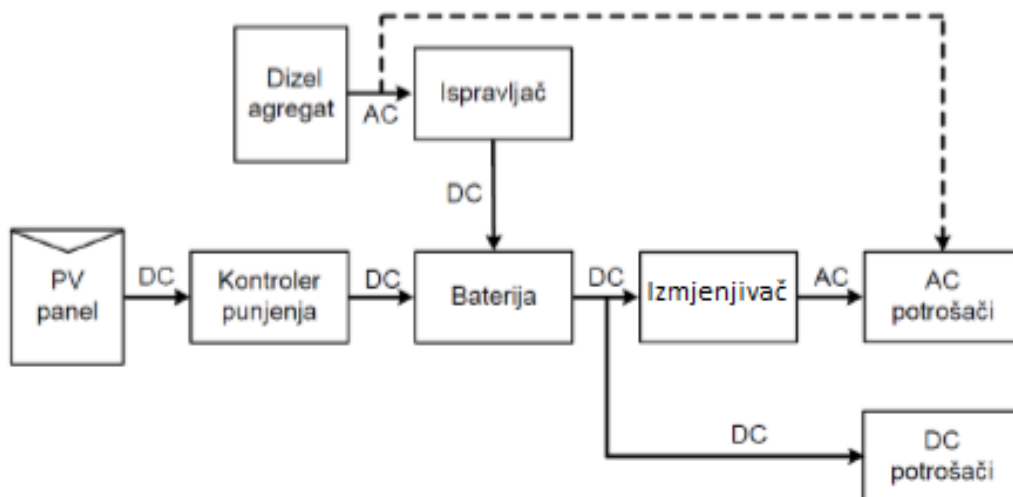 Dizel
agregat
AC
Ispravljač
DC
PV
panel
DC
Kontroler
punjenja
DC
Baterija
DC
Izmjenjivač
AC
AC
potrošači
DC
DC
potrošači